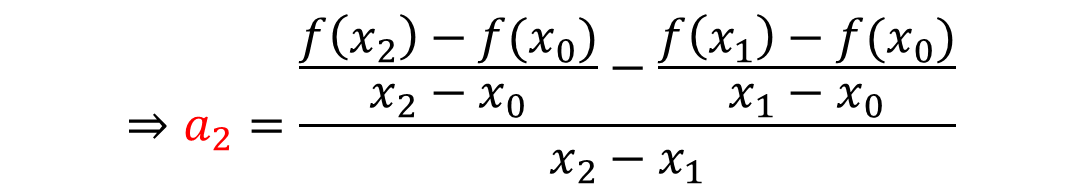 f(x₂) − f(x₀) − f(x₁) − f(x₀)
x₂ − x₀ x₁ − x₀
⇒ a₂ =
x₂ − x₁